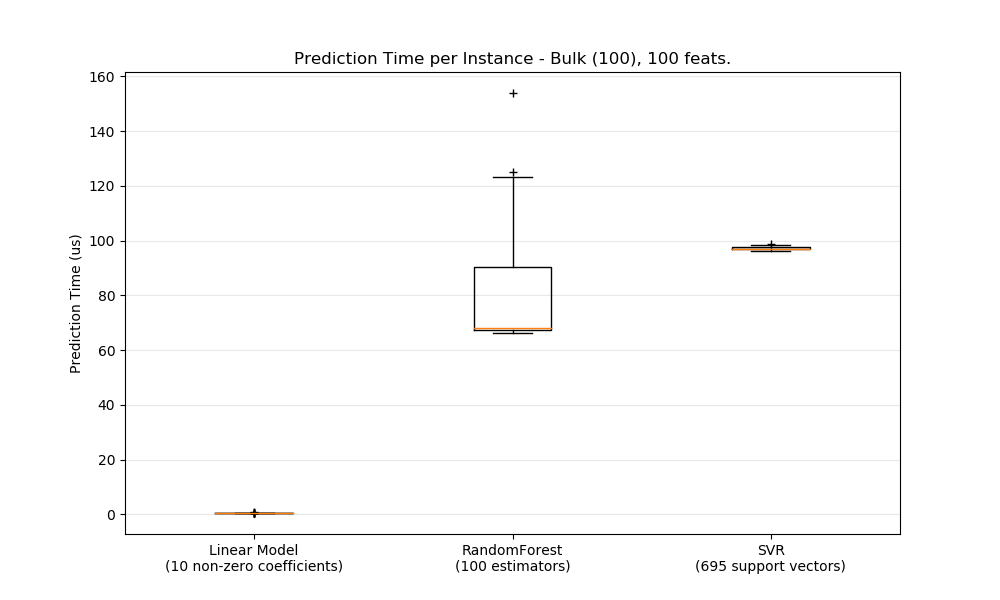 Prediction Time per Instance - Bulk (100), 100 feats.
160
140
120
100
80
60
40
20
0
Prediction Time (us)
Linear Model
(10 non-zero coefficients)
RandomForest
(100 estimators)
SVR
(695 support vectors)